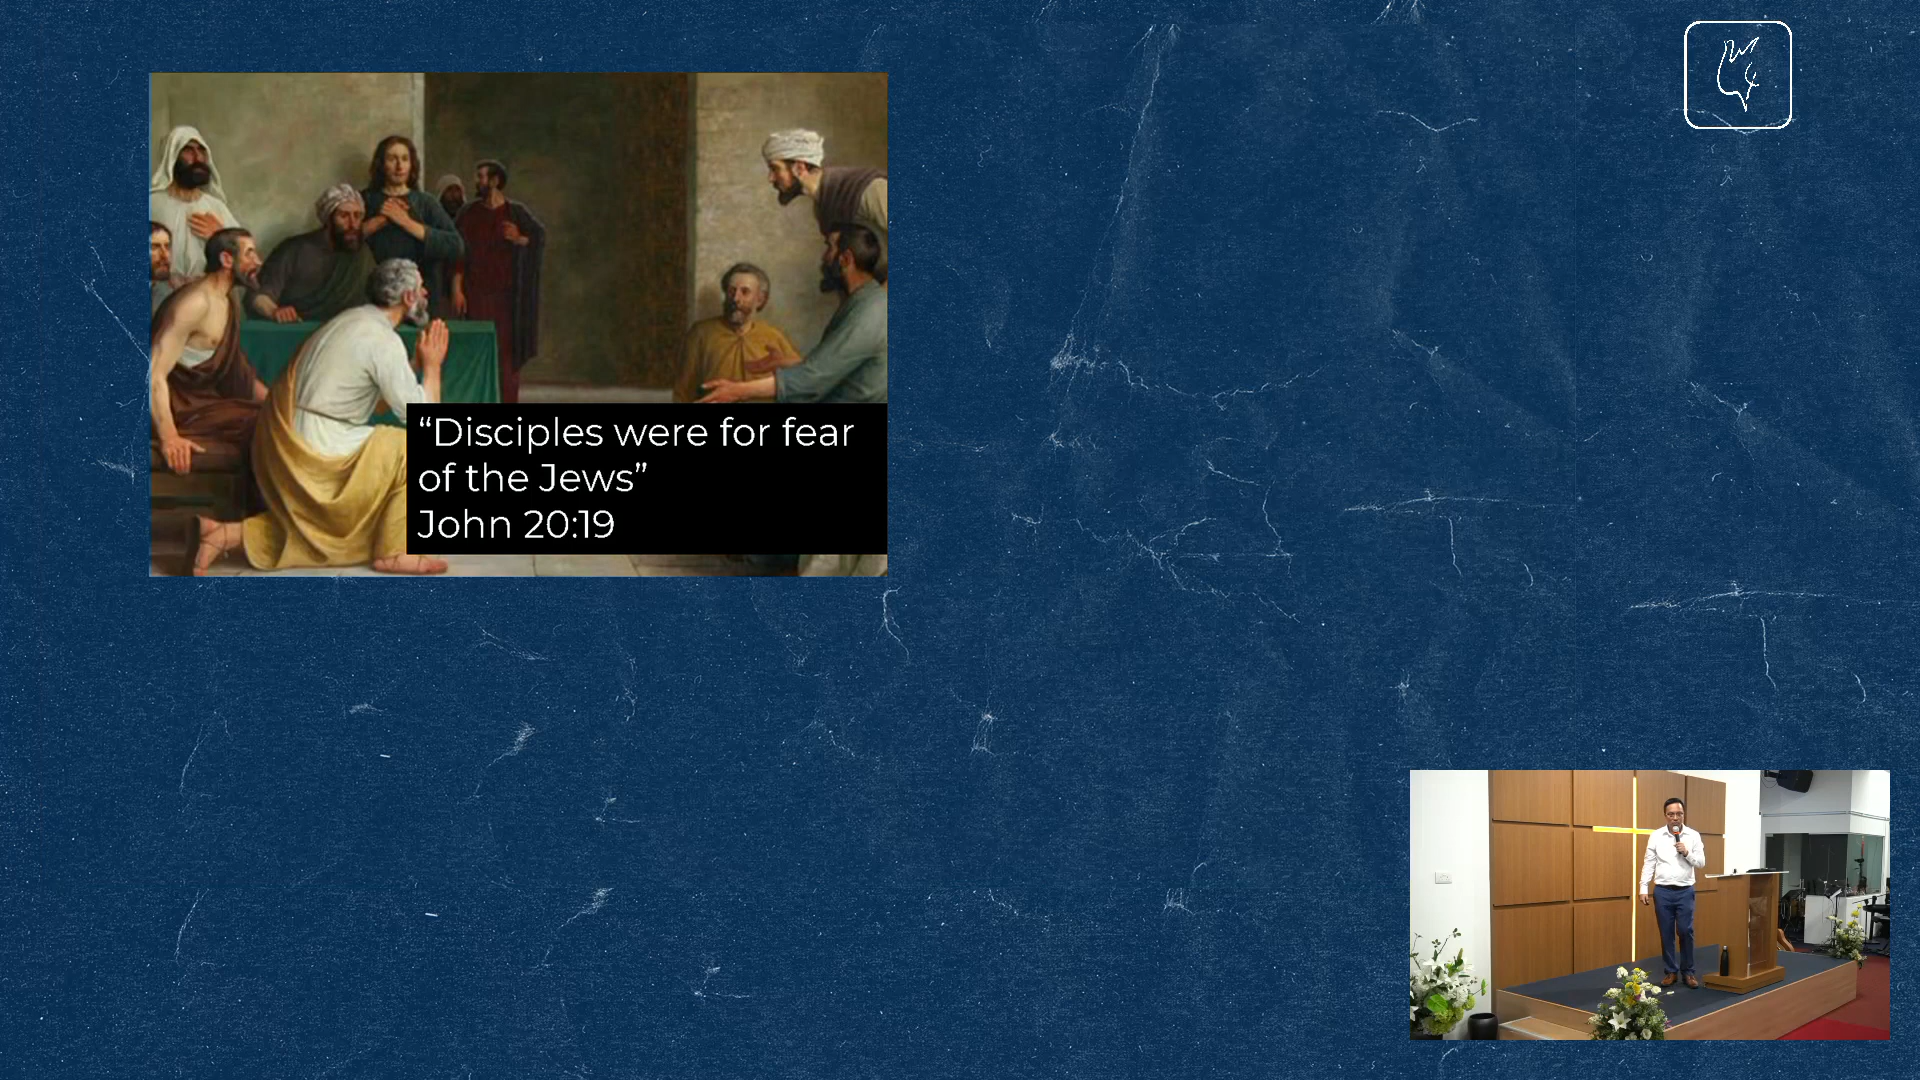 “Disciples were for fear
of the Jews”
John 20:19